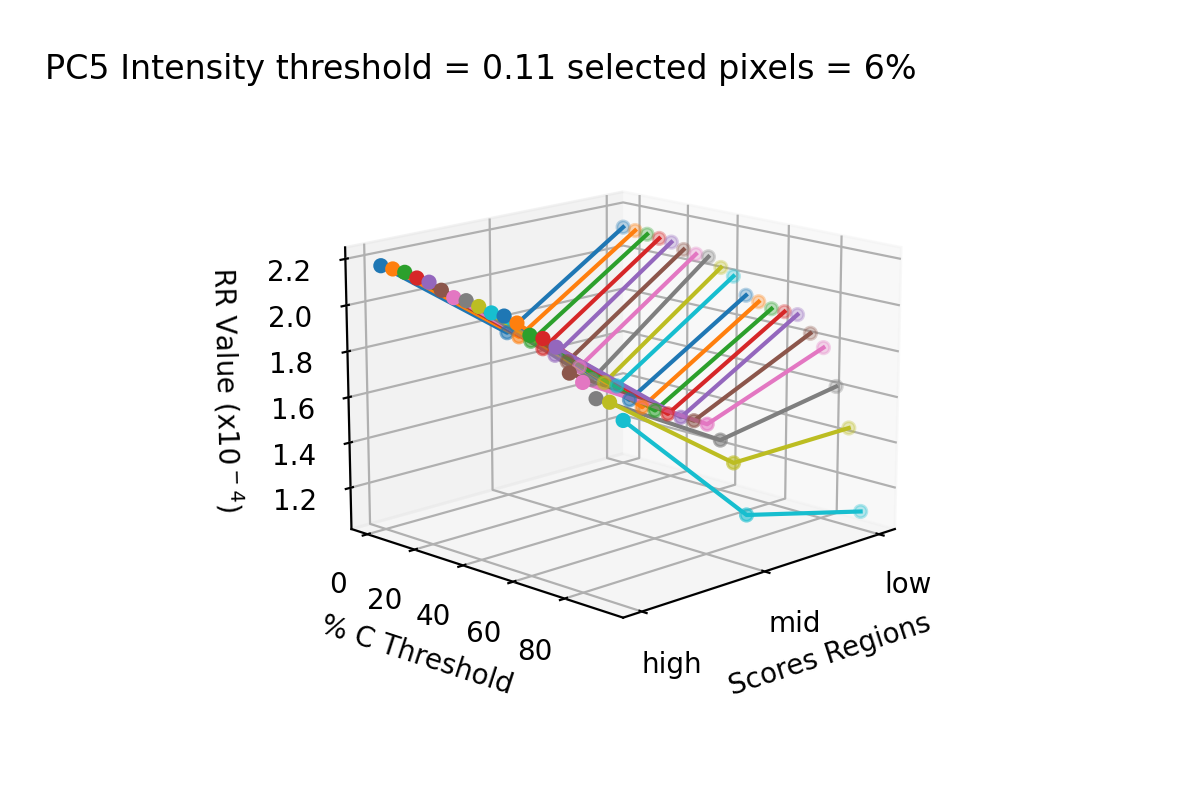 PC5 Intensity threshold = 0.11 selected pixels = 6%
RR Value (x10⁻⁴)
2.2
2.0
1.8
1.6
1.4
1.2
0
20
40
60
80
% C Threshold
high
mid
low
Scores Regions